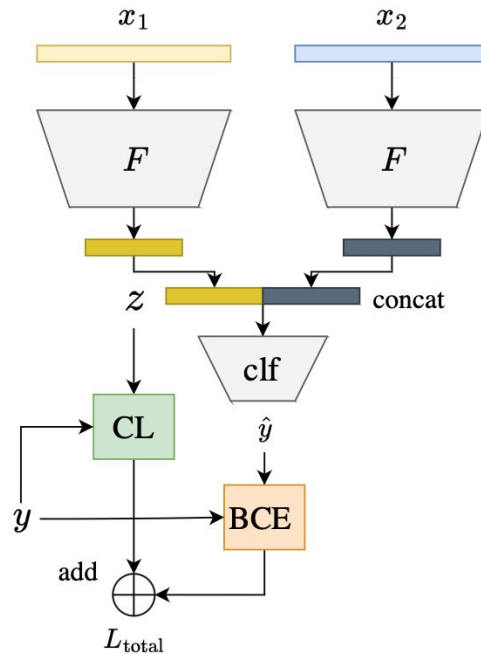 x₁ x₂
F F
concat
z
clf
CL
ŷ
y
BCE
add
L_total